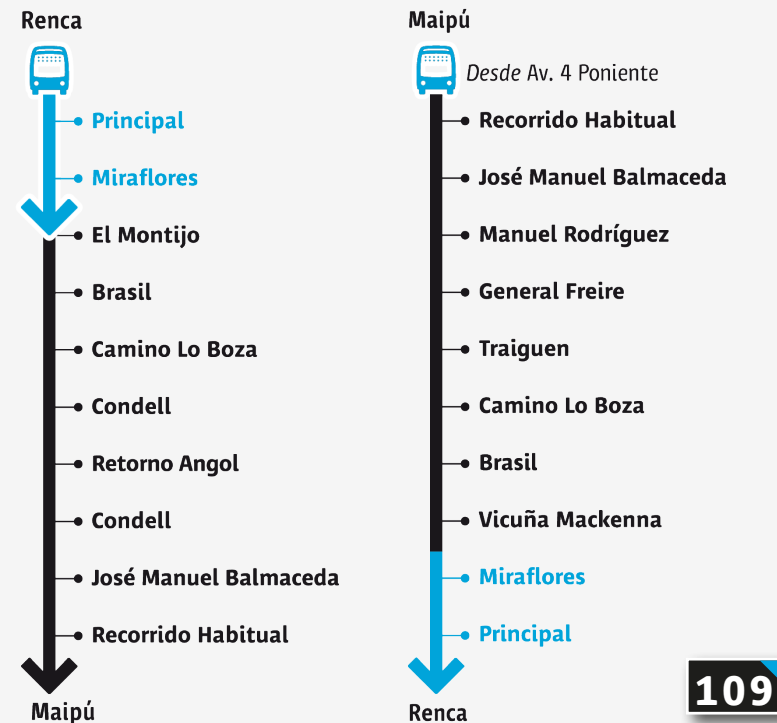 Renca
Principal
Miraflores
El Montijo
Brasil
Camino Lo Boza
Condell
Retorno Angol
Condell
José Manuel Balmaceda
Recorrido Habitual
Maipú
Maipú
Desde Av. 4 Poniente
Recorrido Habitual
José Manuel Balmaceda
Manuel Rodríguez
General Freire
Traiguen
Camino Lo Boza
Brasil
Vicuña Mackenna
Miraflores
Principal
Renca
109